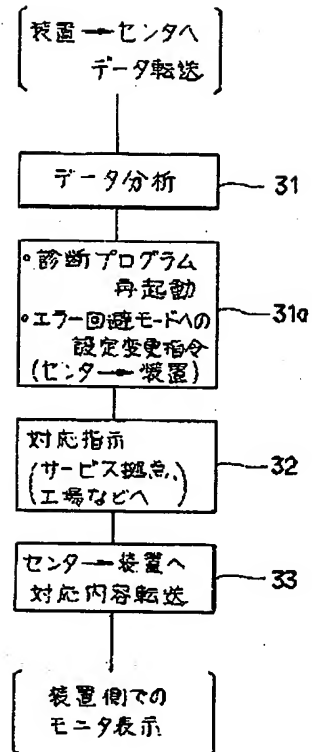 装置→センタへ
データ転送
データ分析
31
•診断プログラム
再起動
•エラー回避モードへの
設定変更指令
(センタ→装置)
31a
対応指示
(サービス拠点、
工場などへ)
32
センター→装置へ
対応内容転送
33
装置側での
モニタ表示